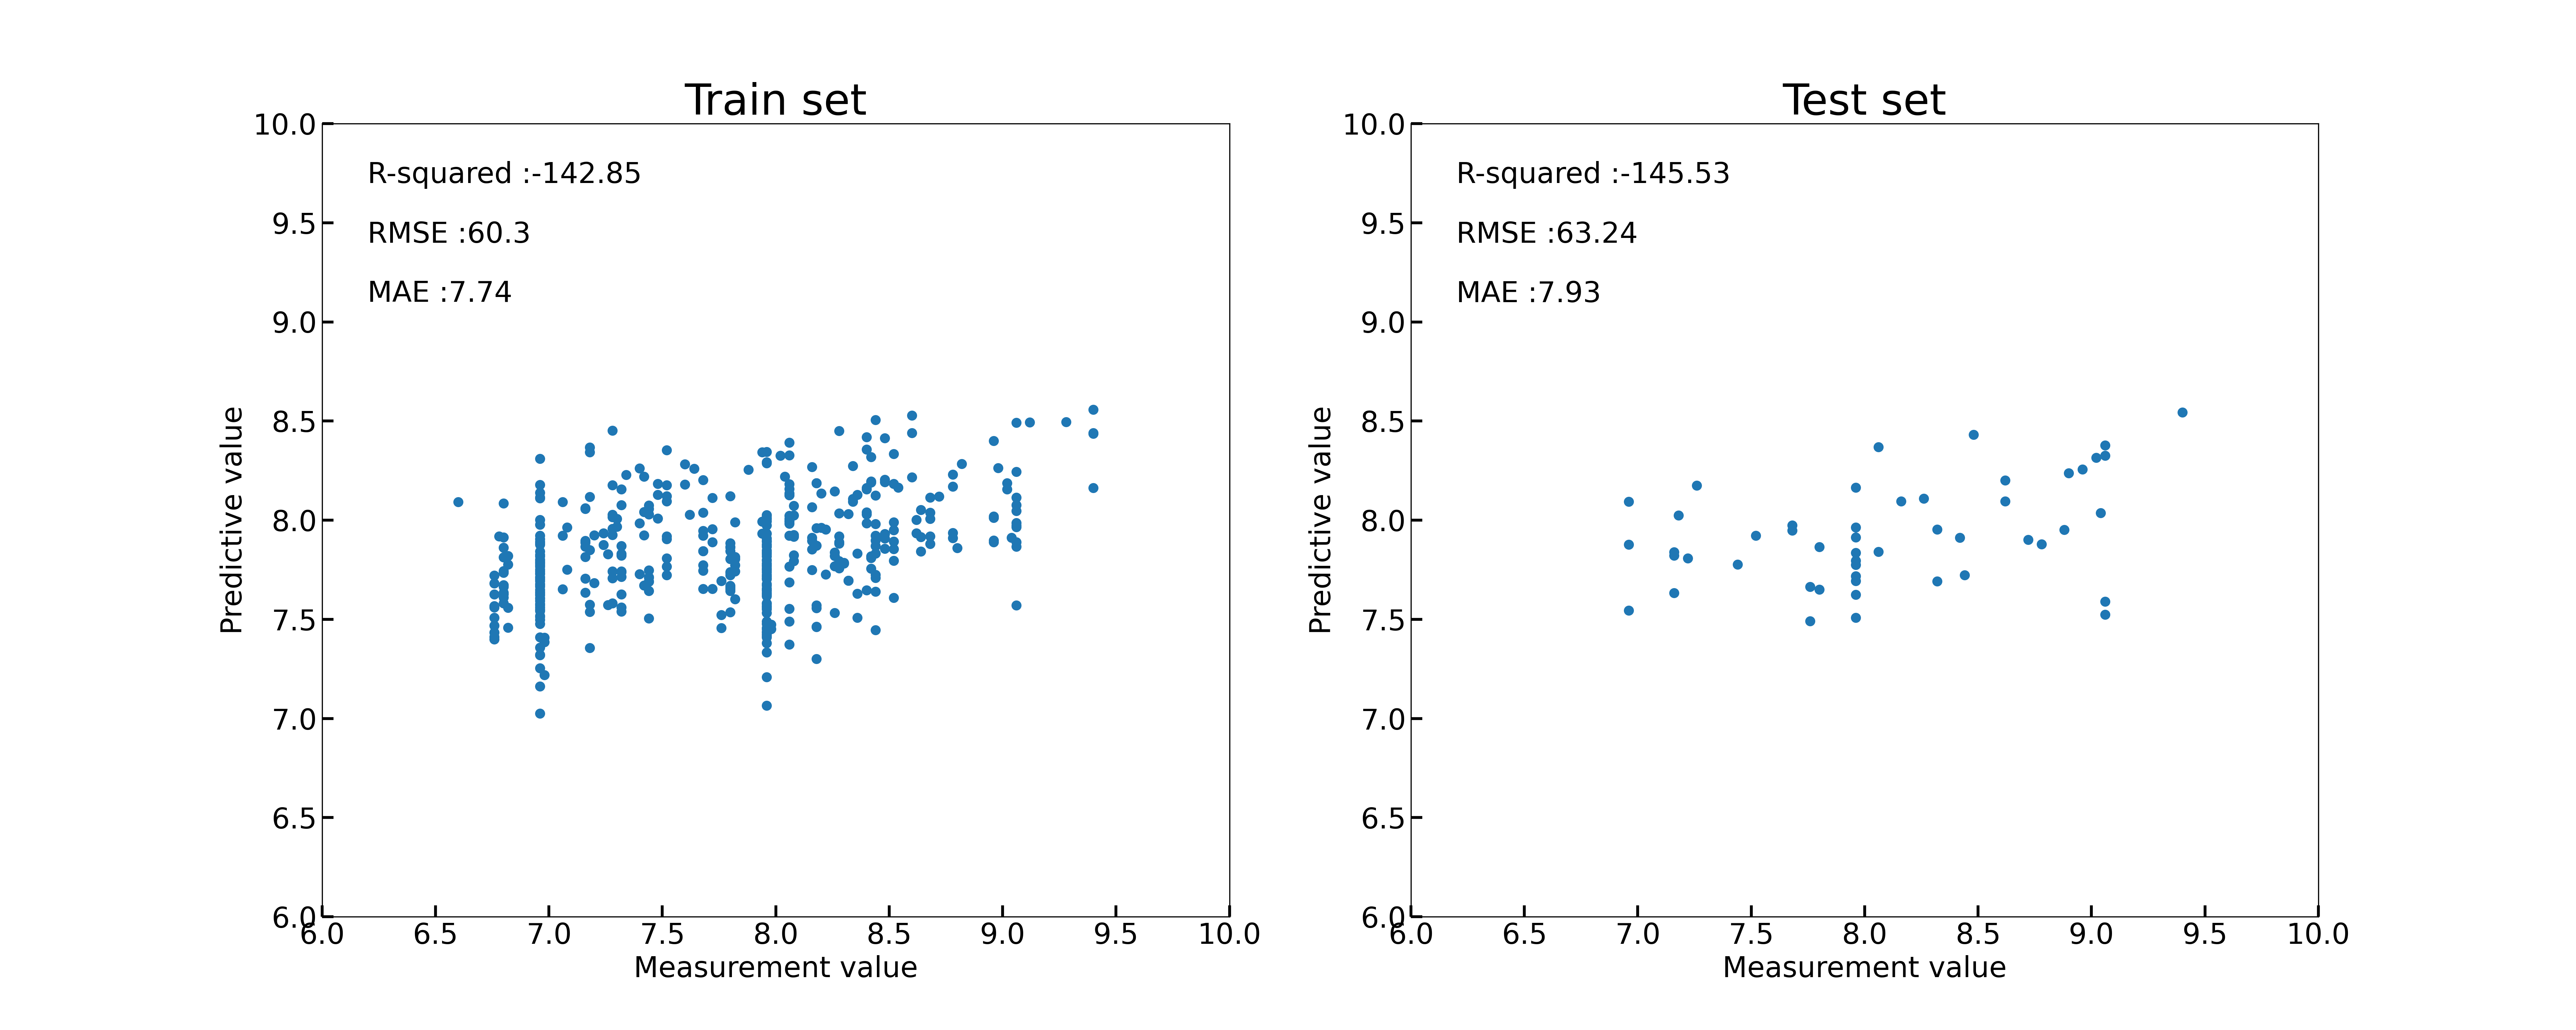 Train set
10.0
9.5
9.0
8.5
8.0
7.5
7.0
6.5
6.0
Predictive value
R-squared :-142.85
RMSE :60.3
MAE :7.74
6.0 6.5 7.0 7.5 8.0 8.5 9.0 9.5 10.0
Measurement value
Test set
10.0
9.5
9.0
8.5
8.0
7.5
7.0
6.5
6.0
Predictive value
R-squared :-145.53
RMSE :63.24
MAE :7.93
6.0 6.5 7.0 7.5 8.0 8.5 9.0 9.5 10.0
Measurement value